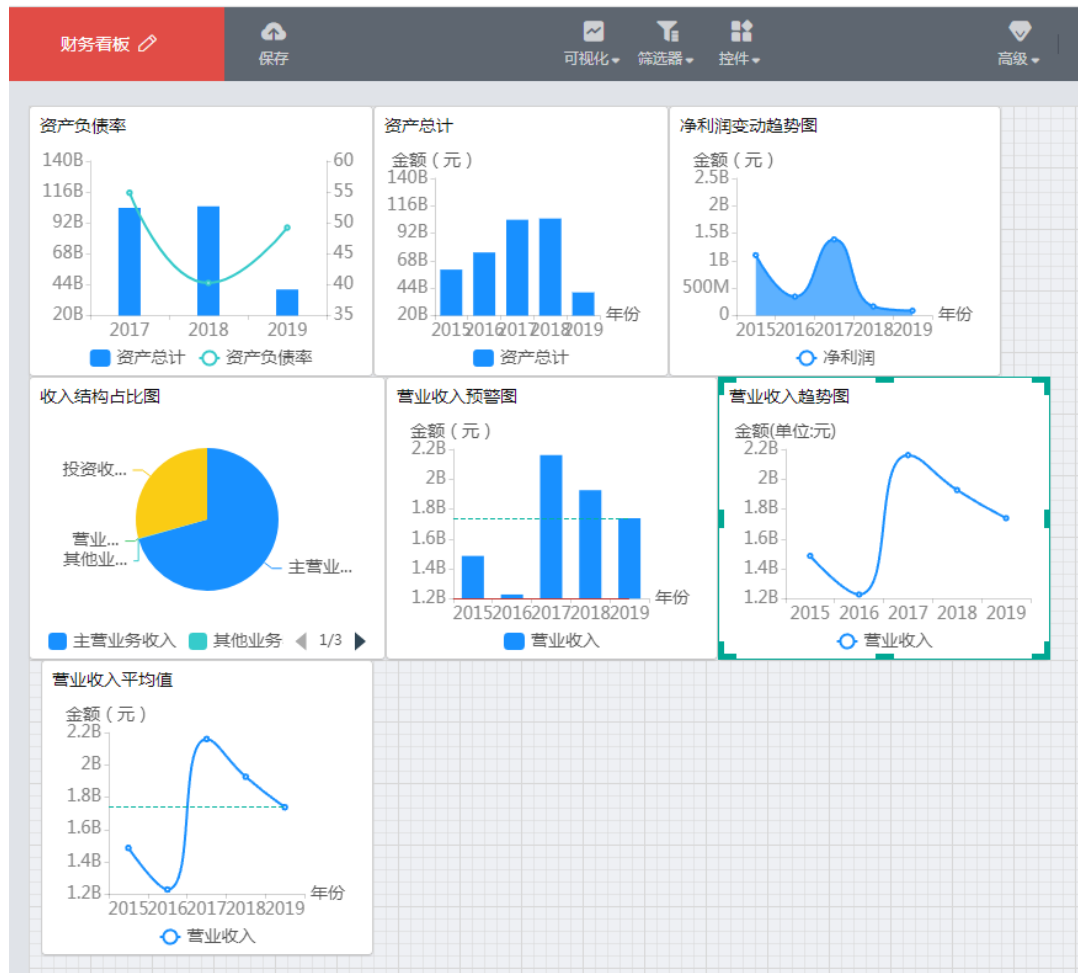 财务看板
保存
可视化
筛选器
控件
高级
资产负债率
140B
116B
92B
68B
44B
20B
60
55
50
45
40
35
2017 2018 2019
资产总计 资产负债率
资产总计
金额（元）
140B
116B
92B
68B
44B
20B
2015 2016 2017 2018 2019
年份
资产总计
净利润变动趋势图
金额（元）
2.5B
2B
1.5B
1B
500M
0
2015 2016 2017 2018 2019
年份
净利润
收入结构占比图
投资收...
营业...
其他业...
主营业...
主营业务收入 其他业务 1/3
营业收入预警图
金额（元）
2.2B
2B
1.8B
1.6B
1.4B
1.2B
2015 2016 2017 2018 2019
年份
营业收入
营业收入趋势图
金额(单位:元)
2.2B
2B
1.8B
1.6B
1.4B
1.2B
2015 2016 2017 2018 2019
营业收入
营业收入平均值
金额（元）
2.2B
2B
1.8B
1.6B
1.4B
1.2B
2015 2016 2017 2018 2019
年份
营业收入